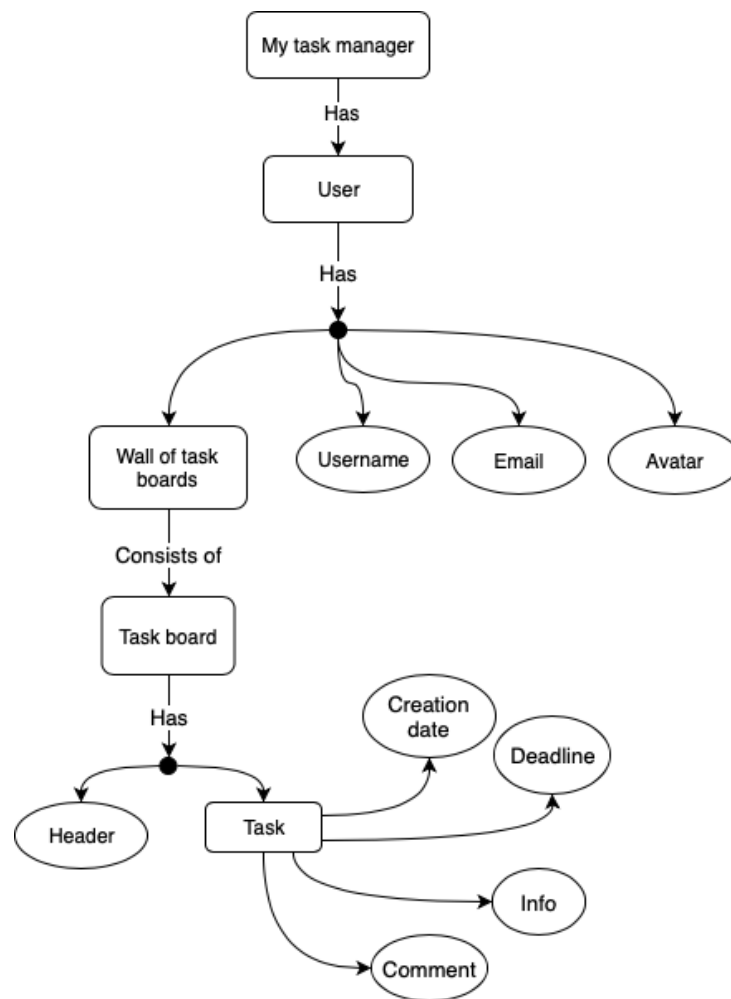 My task manager
Has
User
Has
Wall of task
boards
Username
Email
Avatar
Consists of
Task board
Has
Creation
date
Deadline
Header
Task
Info
Comment